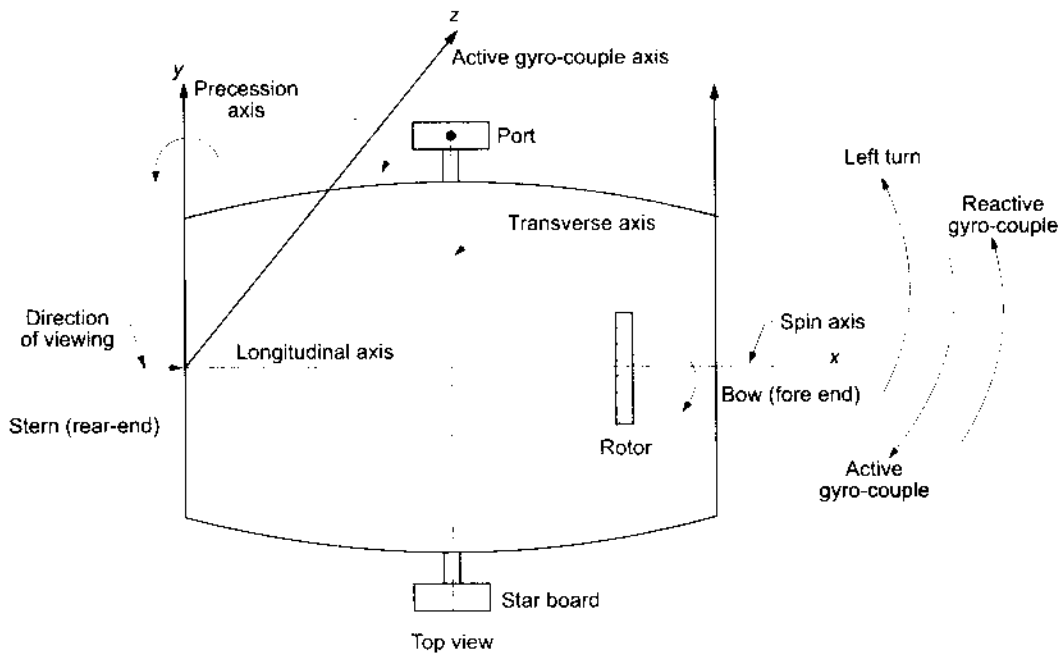 z
Active gyro-couple axis
y
Precession
axis
Port
Left turn
Reactive
gyro-couple
Transverse axis
Direction
of viewing
Longitudinal axis
Spin axis
x
Stern (rear-end)
Bow (fore end)
Rotor
Active
gyro-couple
Star board
Top view